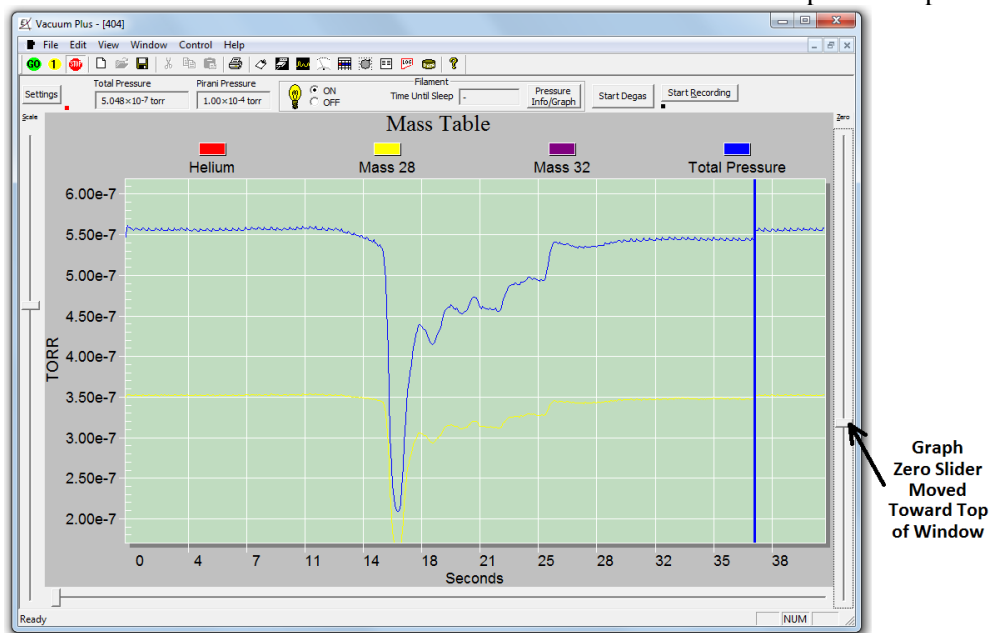 Vacuum Plus - [404]
File Edit View Window Control Help
GO 1 STOP LOG ?
Settings
Total Pressure
5.048×10-7 torr
Pirani Pressure
1.00×10-4 torr
ON
OFF
Filament
Time Until Sleep -
Pressure
Info/Graph
Start Degas
Start Recording
Scale
Mass Table
Zero
Helium Mass 28 Mass 32 Total Pressure
6.00e-7
5.50e-7
5.00e-7
4.50e-7
4.00e-7
3.50e-7
3.00e-7
2.50e-7
2.00e-7
TORR
0 4 7 11 14 18 21 25 28 32 35 38
Seconds
Graph
Zero Slider
Moved
Toward Top
of Window
Ready NUM